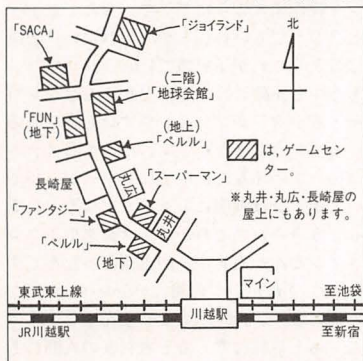 「ジョイランド」
北
「SACA」
(二階)
「地球会館」
「FUN」
(地下)
(地上)
「ペルル」
は,ゲームセン
ター。
長崎屋
丸広
「スーパーマン」
※丸井・丸広・長崎屋の
屋上にもあります。
「ファンタジー」
丸井
「ペルル」
(地下)
マイン
東武東上線
至池袋
川越駅
JR川越駅
至新宿